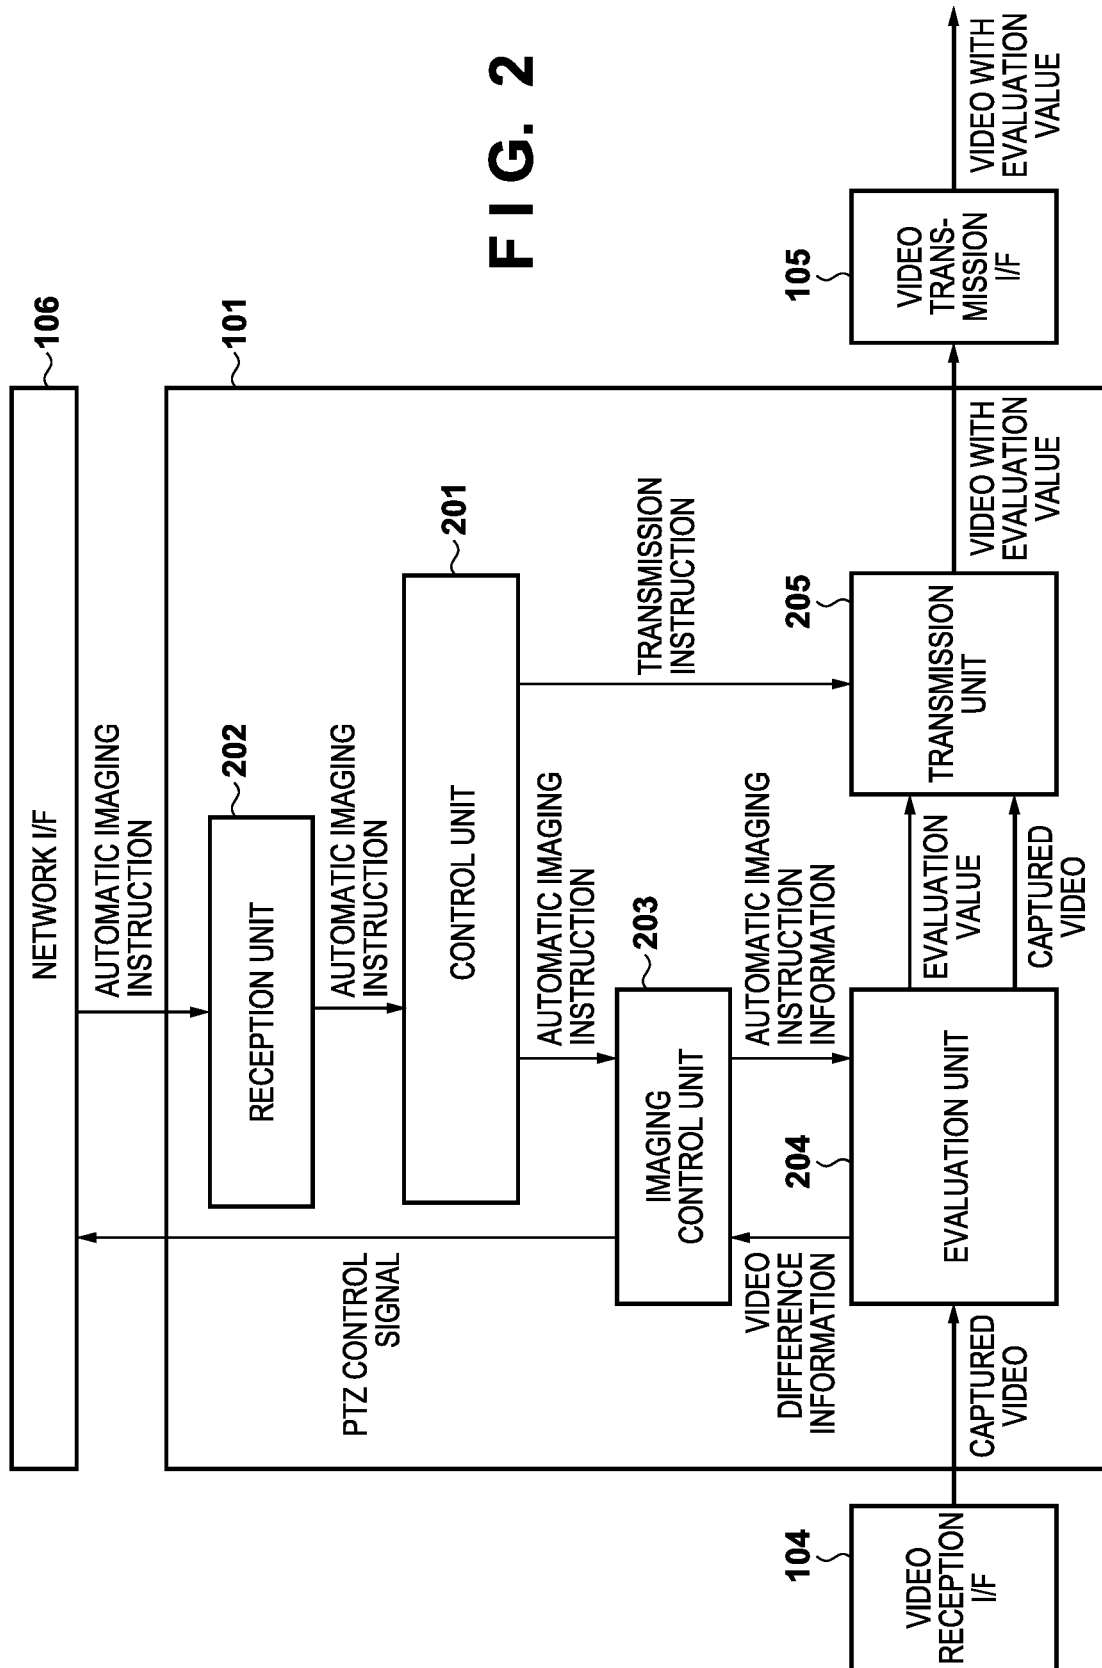 FIG. 2
106
NETWORK I/F
AUTOMATIC IMAGING
INSTRUCTION
101
202
RECEPTION UNIT
AUTOMATIC IMAGING
INSTRUCTION
201
CONTROL UNIT
PTZ CONTROL
SIGNAL
AUTOMATIC IMAGING
INSTRUCTION
TRANSMISSION
INSTRUCTION
203
IMAGING
CONTROL UNIT
VIDEO
DIFFERENCE
INFORMATION
AUTOMATIC IMAGING
INSTRUCTION
INFORMATION
104
VIDEO
RECEPTION
I/F
CAPTURED
VIDEO
204
EVALUATION UNIT
EVALUATION
VALUE
CAPTURED
VIDEO
205
TRANSMISSION
UNIT
VIDEO WITH
EVALUATION
VALUE
105
VIDEO
TRANS-
MISSION
I/F
VIDEO WITH
EVALUATION
VALUE